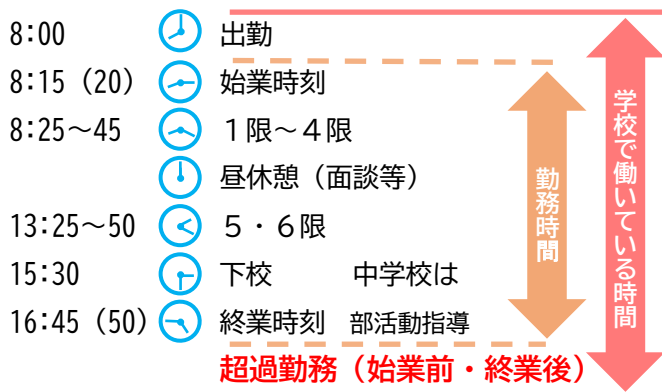 8:00 出勤
8:15（20） 始業時刻
8:25～45 １限～４限
昼休憩（面談等）
13:25～50 ５・６限
15:30 下校 中学校は
16:45（50） 終業時刻 部活動指導
超過勤務（始業前・終業後）
勤務時間
学校で働いている時間